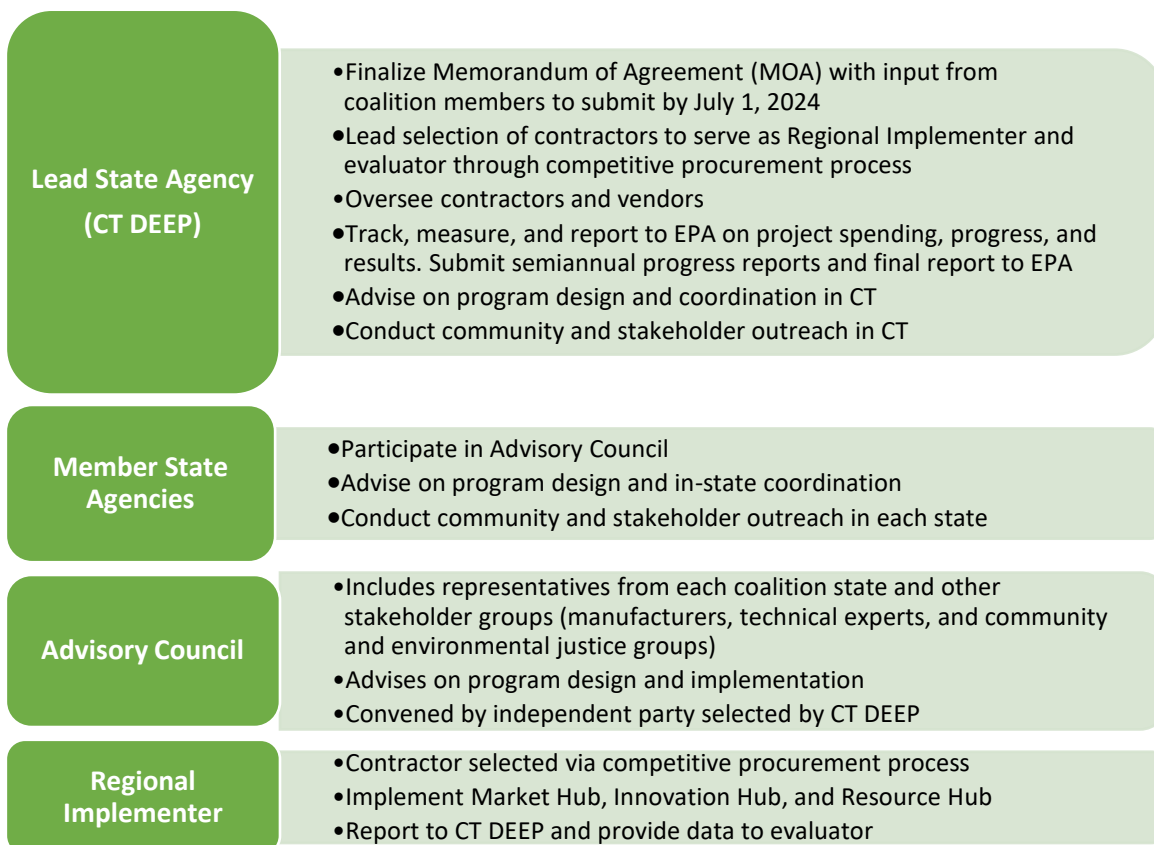 Lead State Agency
(CT DEEP)
•Finalize Memorandum of Agreement (MOA) with input from
coalition members to submit by July 1, 2024
•Lead selection of contractors to serve as Regional Implementer and
evaluator through competitive procurement process
•Oversee contractors and vendors
•Track, measure, and report to EPA on project spending, progress, and
results. Submit semiannual progress reports and final report to EPA
•Advise on program design and coordination in CT
•Conduct community and stakeholder outreach in CT
Member State
Agencies
•Participate in Advisory Council
•Advise on program design and in-state coordination
•Conduct community and stakeholder outreach in each state
Advisory Council
•Includes representatives from each coalition state and other
stakeholder groups (manufacturers, technical experts, and community
and environmental justice groups)
•Advises on program design and implementation
•Convened by independent party selected by CT DEEP
Regional
Implementer
•Contractor selected via competitive procurement process
•Implement Market Hub, Innovation Hub, and Resource Hub
•Report to CT DEEP and provide data to evaluator